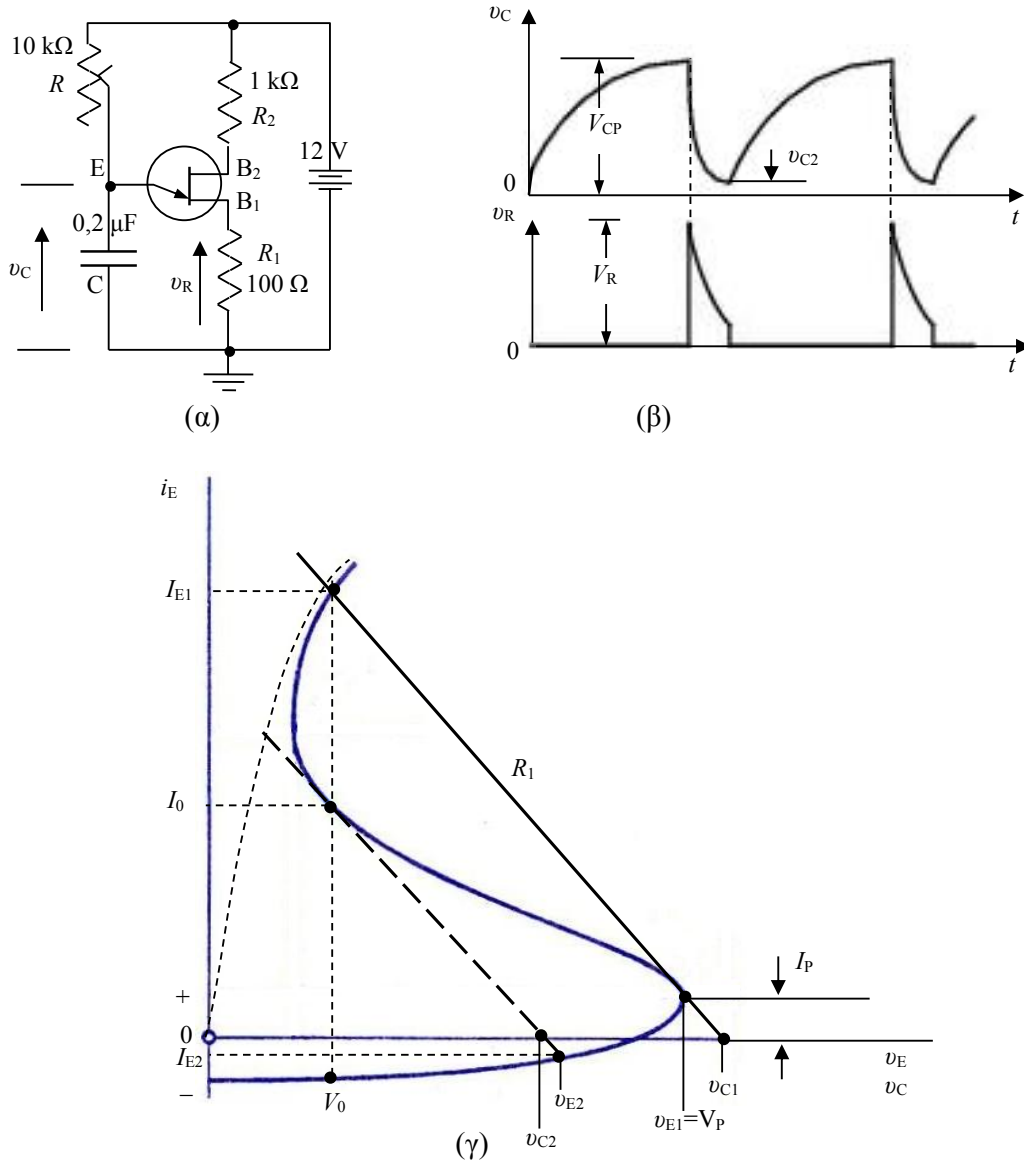 10 kΩ
R
1 kΩ
R2
E
B2
12 V
B1
0,2 μF
υC
C
υR
R1
100 Ω
(α)
υC
VCP
υC2
0
t
υR
VR
0
t
(β)
iE
IE1
R1
I0
IP
+
0
IE2
−
V0
υE2
υC2
υE1=VP
υC1
υE
υC
(γ)